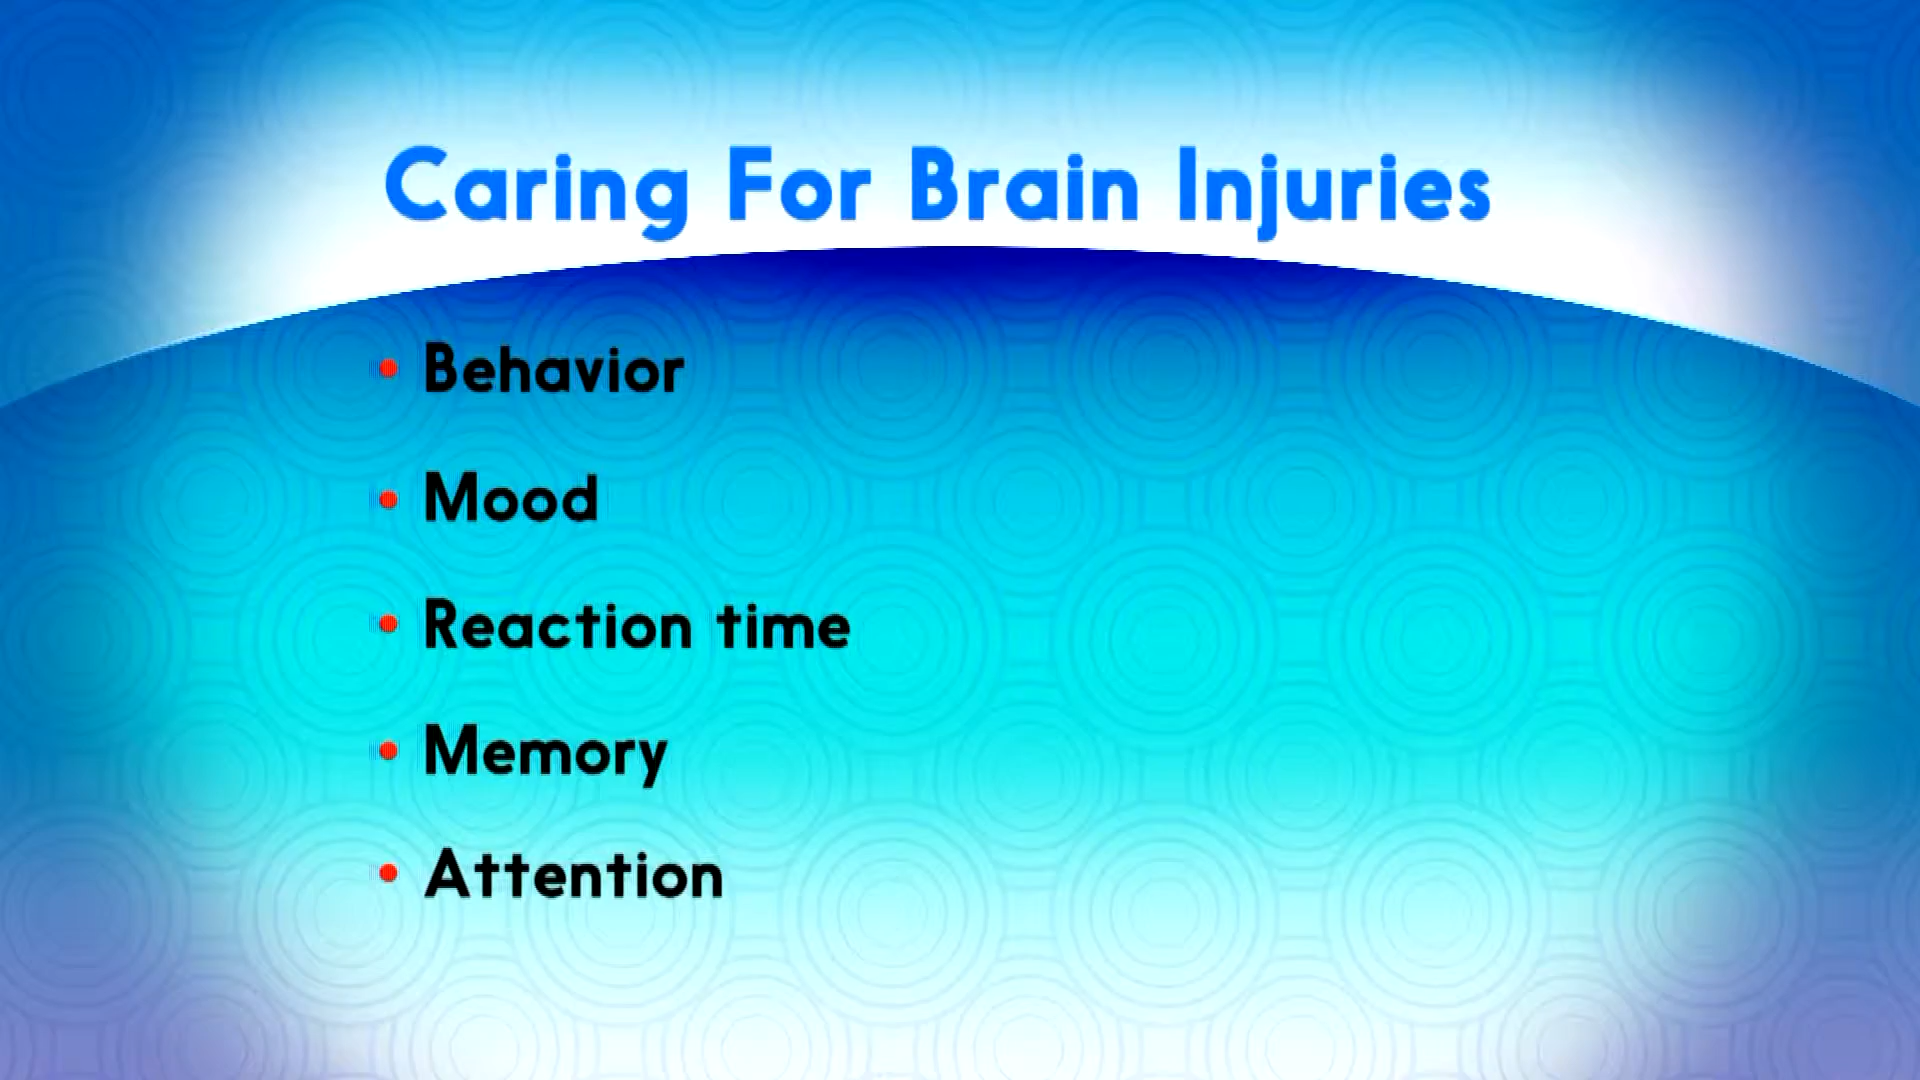 Caring For Brain Injuries
• Behavior
• Mood
• Reaction time
• Memory
• Attention